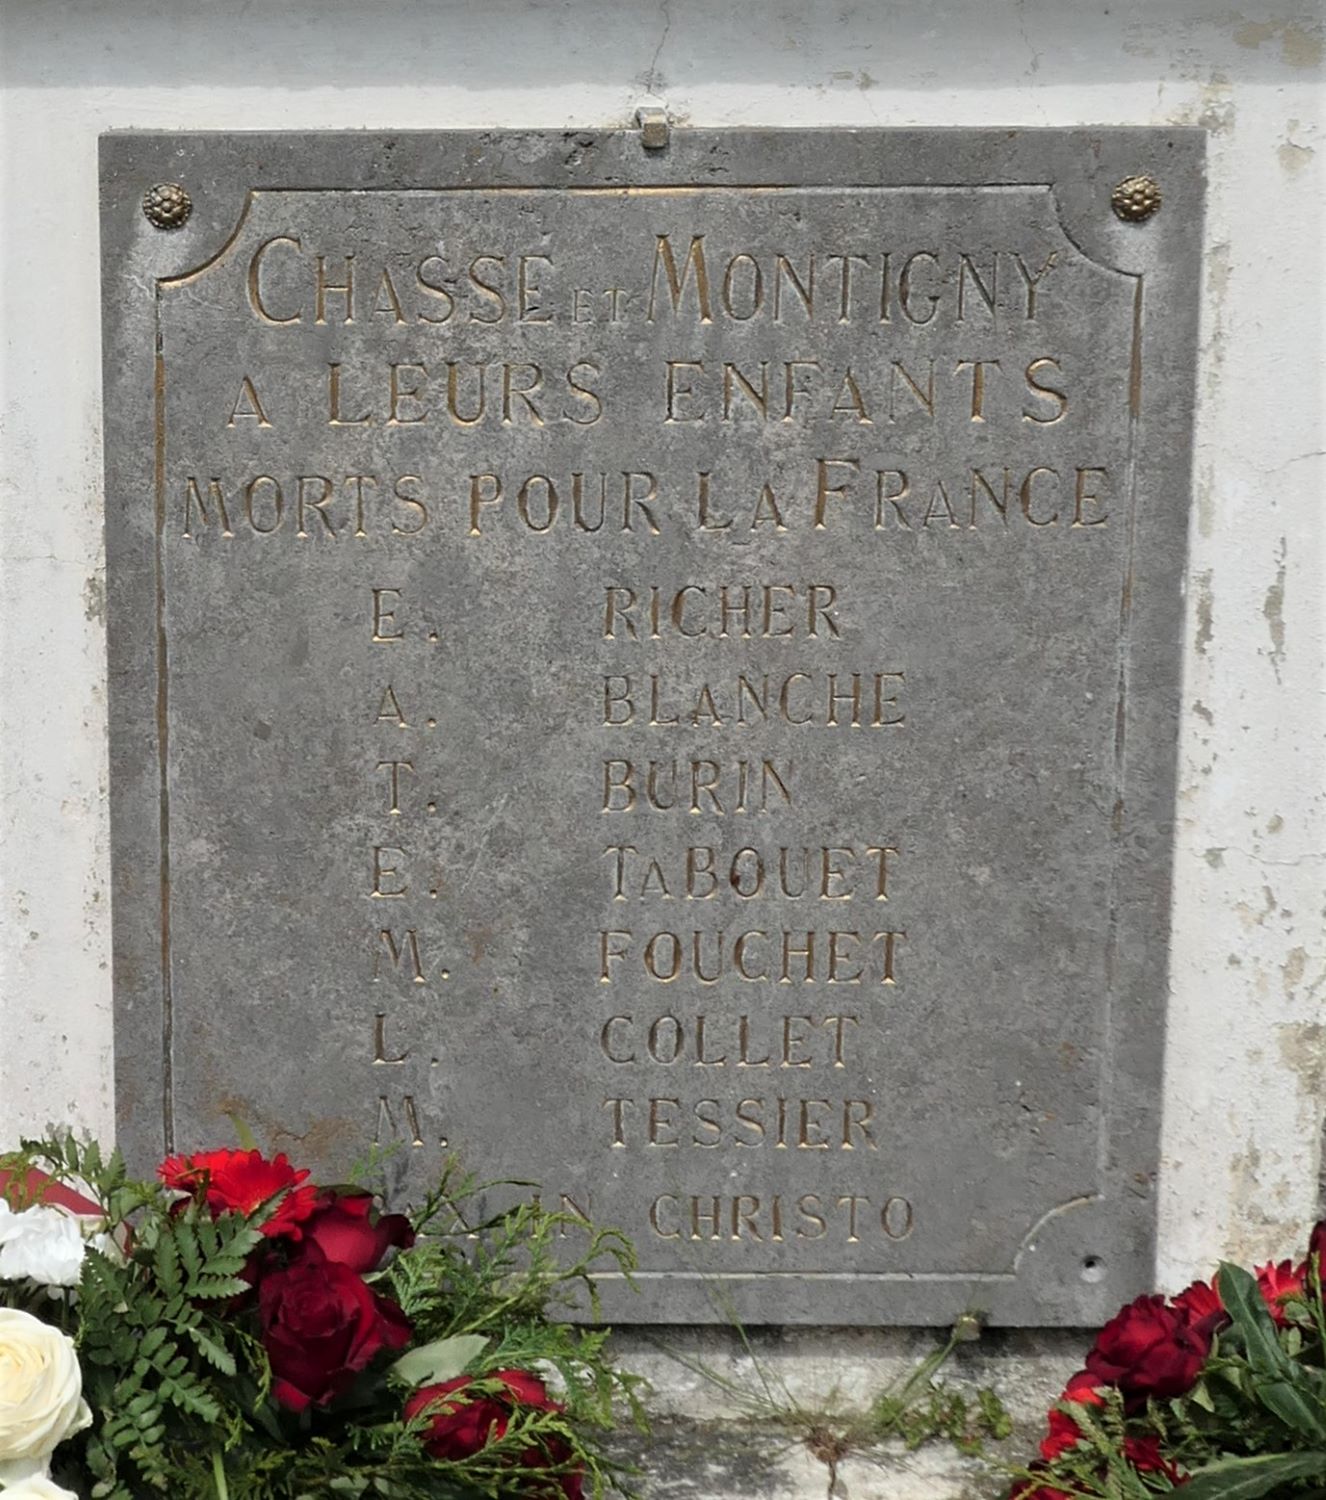 CHASSE ET MONTIGNY
A LEURS ENFANTS
MORTS POUR LA FRANCE
E. RICHER
A. BLANCHE
T. BURIN
E. TABOUET
M. FOUCHET
L. COLLET
M. TESSIER
IN CHRISTO